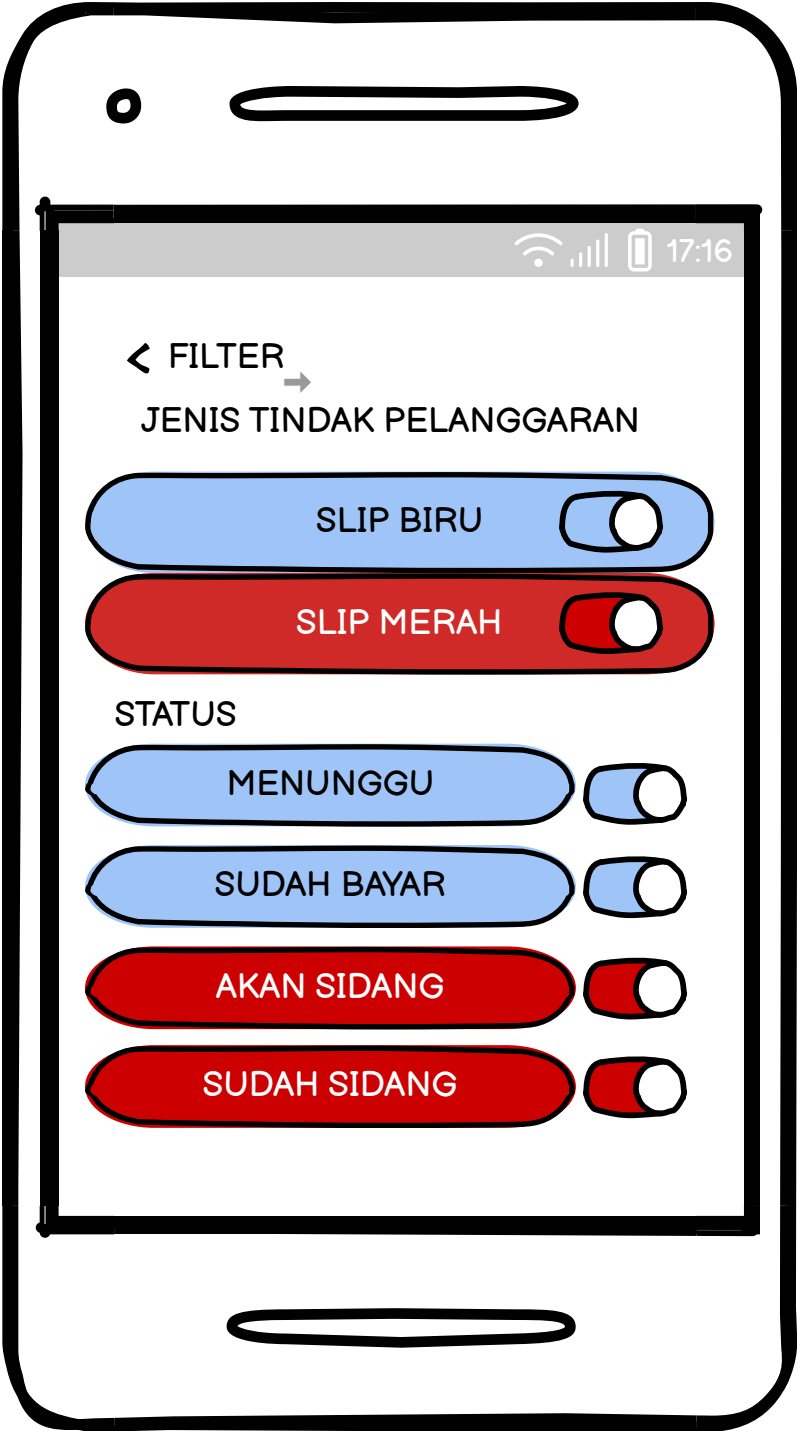 17:16
FILTER
JENIS TINDAK PELANGGARAN
SLIP BIRU
SLIP MERAH
STATUS
MENUNGGU
SUDAH BAYAR
AKAN SIDANG
SUDAH SIDANG